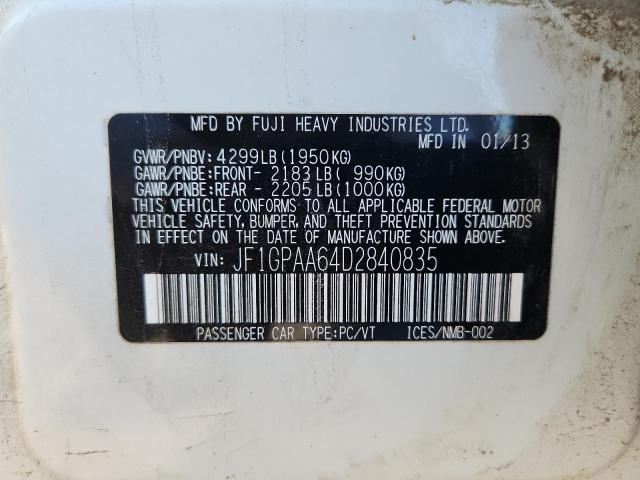 MFD BY FUJI HEAVY INDUSTRIES LTD.
MFD IN 01/13
GVWR/PNBV: 4299LB(1950KG)
GAWR/PNBE:FRONT- 2183LB( 990KG)
GAWR/PNBE:REAR - 2205LB(1000KG)
THIS VEHICLE CONFORMS TO ALL APPLICABLE FEDERAL MOTOR
VEHICLE SAFETY, BUMPER, AND THEFT PREVENTION STANDARDS
IN EFFECT ON THE DATE OF MANUFACTURE SHOWN ABOVE.
VIN: JF1GPAA64D2840835
PASSENGER CAR TYPE:PC/VT ICES/NMB-002